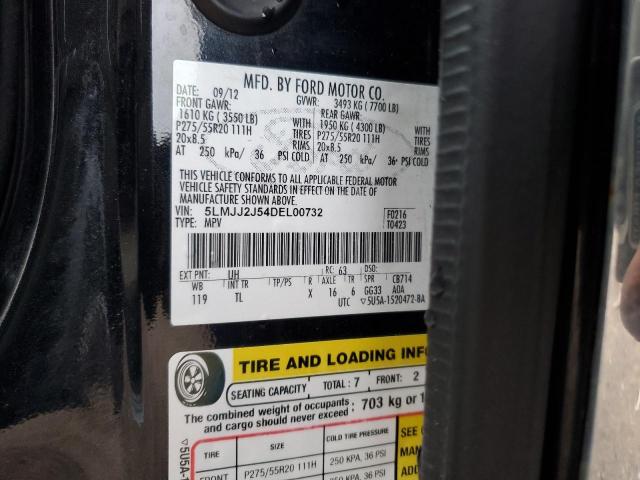 MFD. BY FORD MOTOR CO.
DATE: 09/12 GVWR: 3493 KG ( 7700 LB)
FRONT GAWR: REAR GAWR:
1610 KG ( 3550 LB) WITH 1950 KG ( 4300 LB) WITH
P275/55R20 111H TIRES P275/55R20 111H TIRES
20x8.5 RIMS 20x8.5 RIMS
AT 250 kPa/ 36 PSI COLD AT 250 kPa/ 36 PSI COLD
THIS VEHICLE CONFORMS TO ALL APPLICABLE FEDERAL MOTOR
VEHICLE SAFETY STANDARDS IN EFFECT ON THE DATE OF
MANUFACTURE SHOWN ABOVE.
VIN: 5LMJJ2J54DEL00732 F0216
TYPE: MPV T0423
EXT PNT: UH RC: 63 DSO:
WB INT TR TP/PS R AXLE TR SPR CB714
119 TL X 16 6 GG33 AOA
UTC ▽5U5A-1520472-BA
TIRE AND LOADING
SEATING CAPACITY TOTAL : 7 FRONT: 2
The combined weight of occupants
and cargo should never exceed : 703 kg or
TIRE SIZE COLD TIRE PRESSURE
FRONT P275/55R20 111H 250 KPA, 36 PSI
SEE
MAN
ADD
▽5U5A-